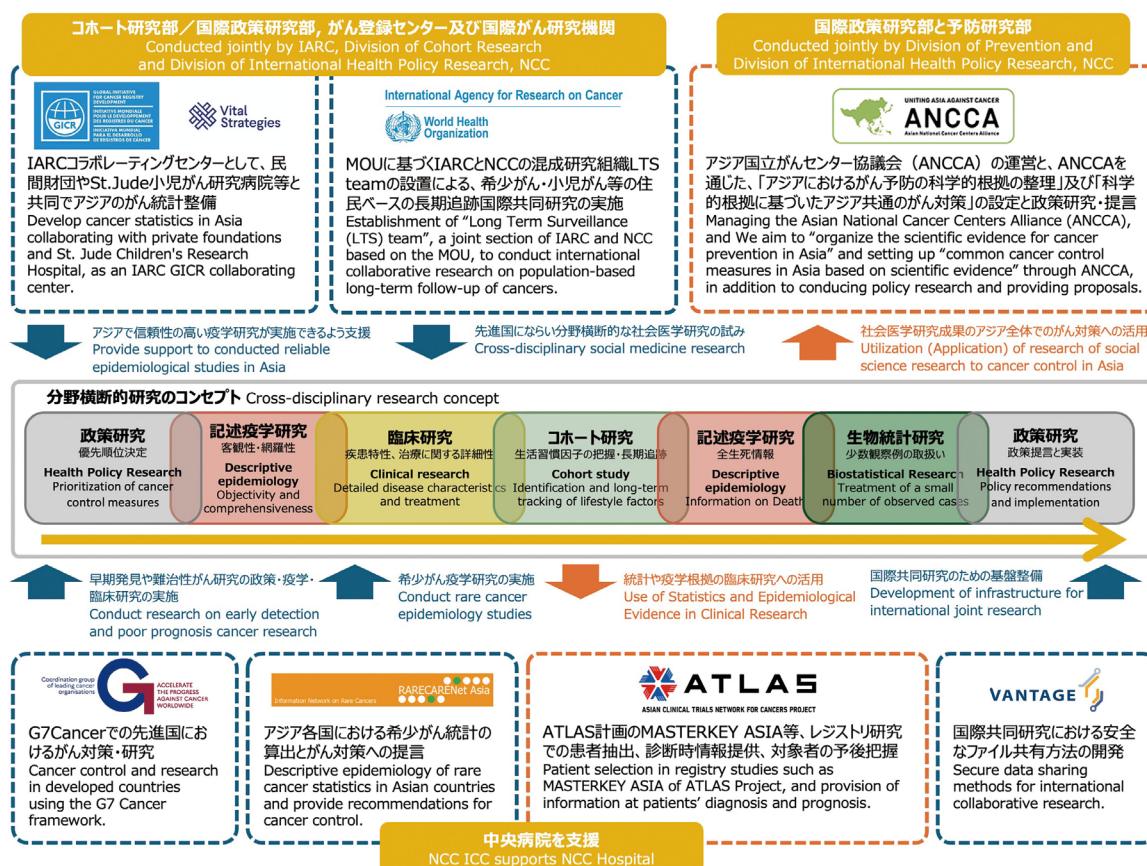 コホート研究部／国際政策研究部, がん登録センター及び国際がん研究機関
Conducted jointly by IARC, Division of Cohort Research
and Division of International Health Policy Research, NCC
国際政策研究部と予防研究部
Conducted jointly by Division of Prevention and
Division of International Health Policy Research, NCC
GLOBAL INITIATIVE
FOR CANCER REGISTRY
DEVELOPMENT
INITIATIVE MONDIALE
POUR LE DÉVELOPPEMENT
DES REGISTRES DU CANCER
INICIATIVA MUNDIAL
PARA EL DESARROLLO
DE REGISTROS DE CÁNCER
GICR
Vital
Strategies
IARCコラボレーティングセンターとして、民
間財団やSt.Jude小児がん研究病院等と
共同でアジアのがん統計整備
Develop cancer statistics in Asia
collaborating with private foundations
and St. Jude Children's Research
Hospital, as an IARC GICR collaborating
center.
International Agency for Research on Cancer
World Health
Organization
MOUに基づくIARCとNCCの混成研究組織LTS
teamの設置による、希少がん・小児がん等の住
民ベースの長期追跡国際共同研究の実施
Establishment of “Long Term Surveillance
(LTS) team”, a joint section of IARC and NCC
based on the MOU, to conduct international
collaborative research on population-based
long-term follow-up of cancers.
UNITING ASIA AGAINST CANCER
ANCCA
Asian National Cancer Centers Alliance
アジア国立がんセンター協議会（ANCCA）の運営と、ANCCAを
通じた、「アジアにおけるがん予防の科学的根拠の整理」及び「科学
的根拠に基づいたアジア共通のがん対策」の設定と政策研究・提言
Managing the Asian National Cancer Centers Alliance (ANCCA),
and We aim to “organize the scientific evidence for cancer
prevention in Asia” and setting up “common cancer control
measures in Asia based on scientific evidence” through ANCCA,
in addition to conducing policy research and providing proposals.
アジアで信頼性の高い疫学研究が実施できるよう支援
Provide support to conducted reliable
epidemiological studies in Asia
先進国にならい分野横断的な社会医学研究の試み
Cross-disciplinary social medicine research
社会医学研究成果のアジア全体でのがん対策への活用
Utilization (Application) of research of social
science research to cancer control in Asia
分野横断的研究のコンセプト Cross-disciplinary research concept
政策研究
優先順位決定
Health Policy Research
Prioritization of cancer
control measures
記述疫学研究
客観性・網羅性
Descriptive
epidemiology
Objectivity and
comprehensiveness
臨床研究
疾患特性、治療に関する詳細性
Clinical research
Detailed disease characteristics
and treatment
コホート研究
生活習慣因子の把握・長期追跡
Cohort study
Identification and long-term
tracking of lifestyle factors
記述疫学研究
全生死情報
Descriptive
epidemiology
Information on Death
生物統計研究
少数観察例の取扱い
Biostatistical Research
Treatment of a small
number of observed cases
政策研究
政策提言と実装
Health Policy Research
Policy recommendations
and implementation
早期発見や難治性がん研究の政策・疫学・
臨床研究の実施
Conduct research on early detection
and poor prognosis cancer research
希少がん疫学研究の実施
Conduct rare cancer
epidemiology studies
統計や疫学根拠の臨床研究への活用
Use of Statistics and Epidemiological
Evidence in Clinical Research
国際共同研究のための基盤整備
Development of infrastructure for
international joint research
Coordination group
of leading cancer
organisations
G
ACCELERATE
THE PROGRESS
AGAINST CANCER
WORLDWIDE
G7Cancerでの先進国にお
けるがん対策・研究
Cancer control and research
in developed countries
using the G7 Cancer
framework.
Information Network on Rare Cancers
RARECARENet Asia
アジア各国における希少がん統計の
算出とがん対策への提言
Descriptive epidemiology of rare
cancer statistics in Asian countries
and provide recommendations for
cancer control.
ATLAS
ASIAN CLINICAL TRIALS NETWORK FOR CANCERS PROJECT
ATLAS計画のMASTERKEY ASIA等、レジストリ研究
での患者抽出、診断時情報提供、対象者の予後把握
Patient selection in registry studies such as
MASTERKEY ASIA of ATLAS Project, and provision of
information at patients’ diagnosis and prognosis.
VANTAGE
国際共同研究における安全
なファイル共有方法の開発
Secure data sharing
methods for international
collaborative research.
中央病院を支援
NCC ICC supports NCC Hospital